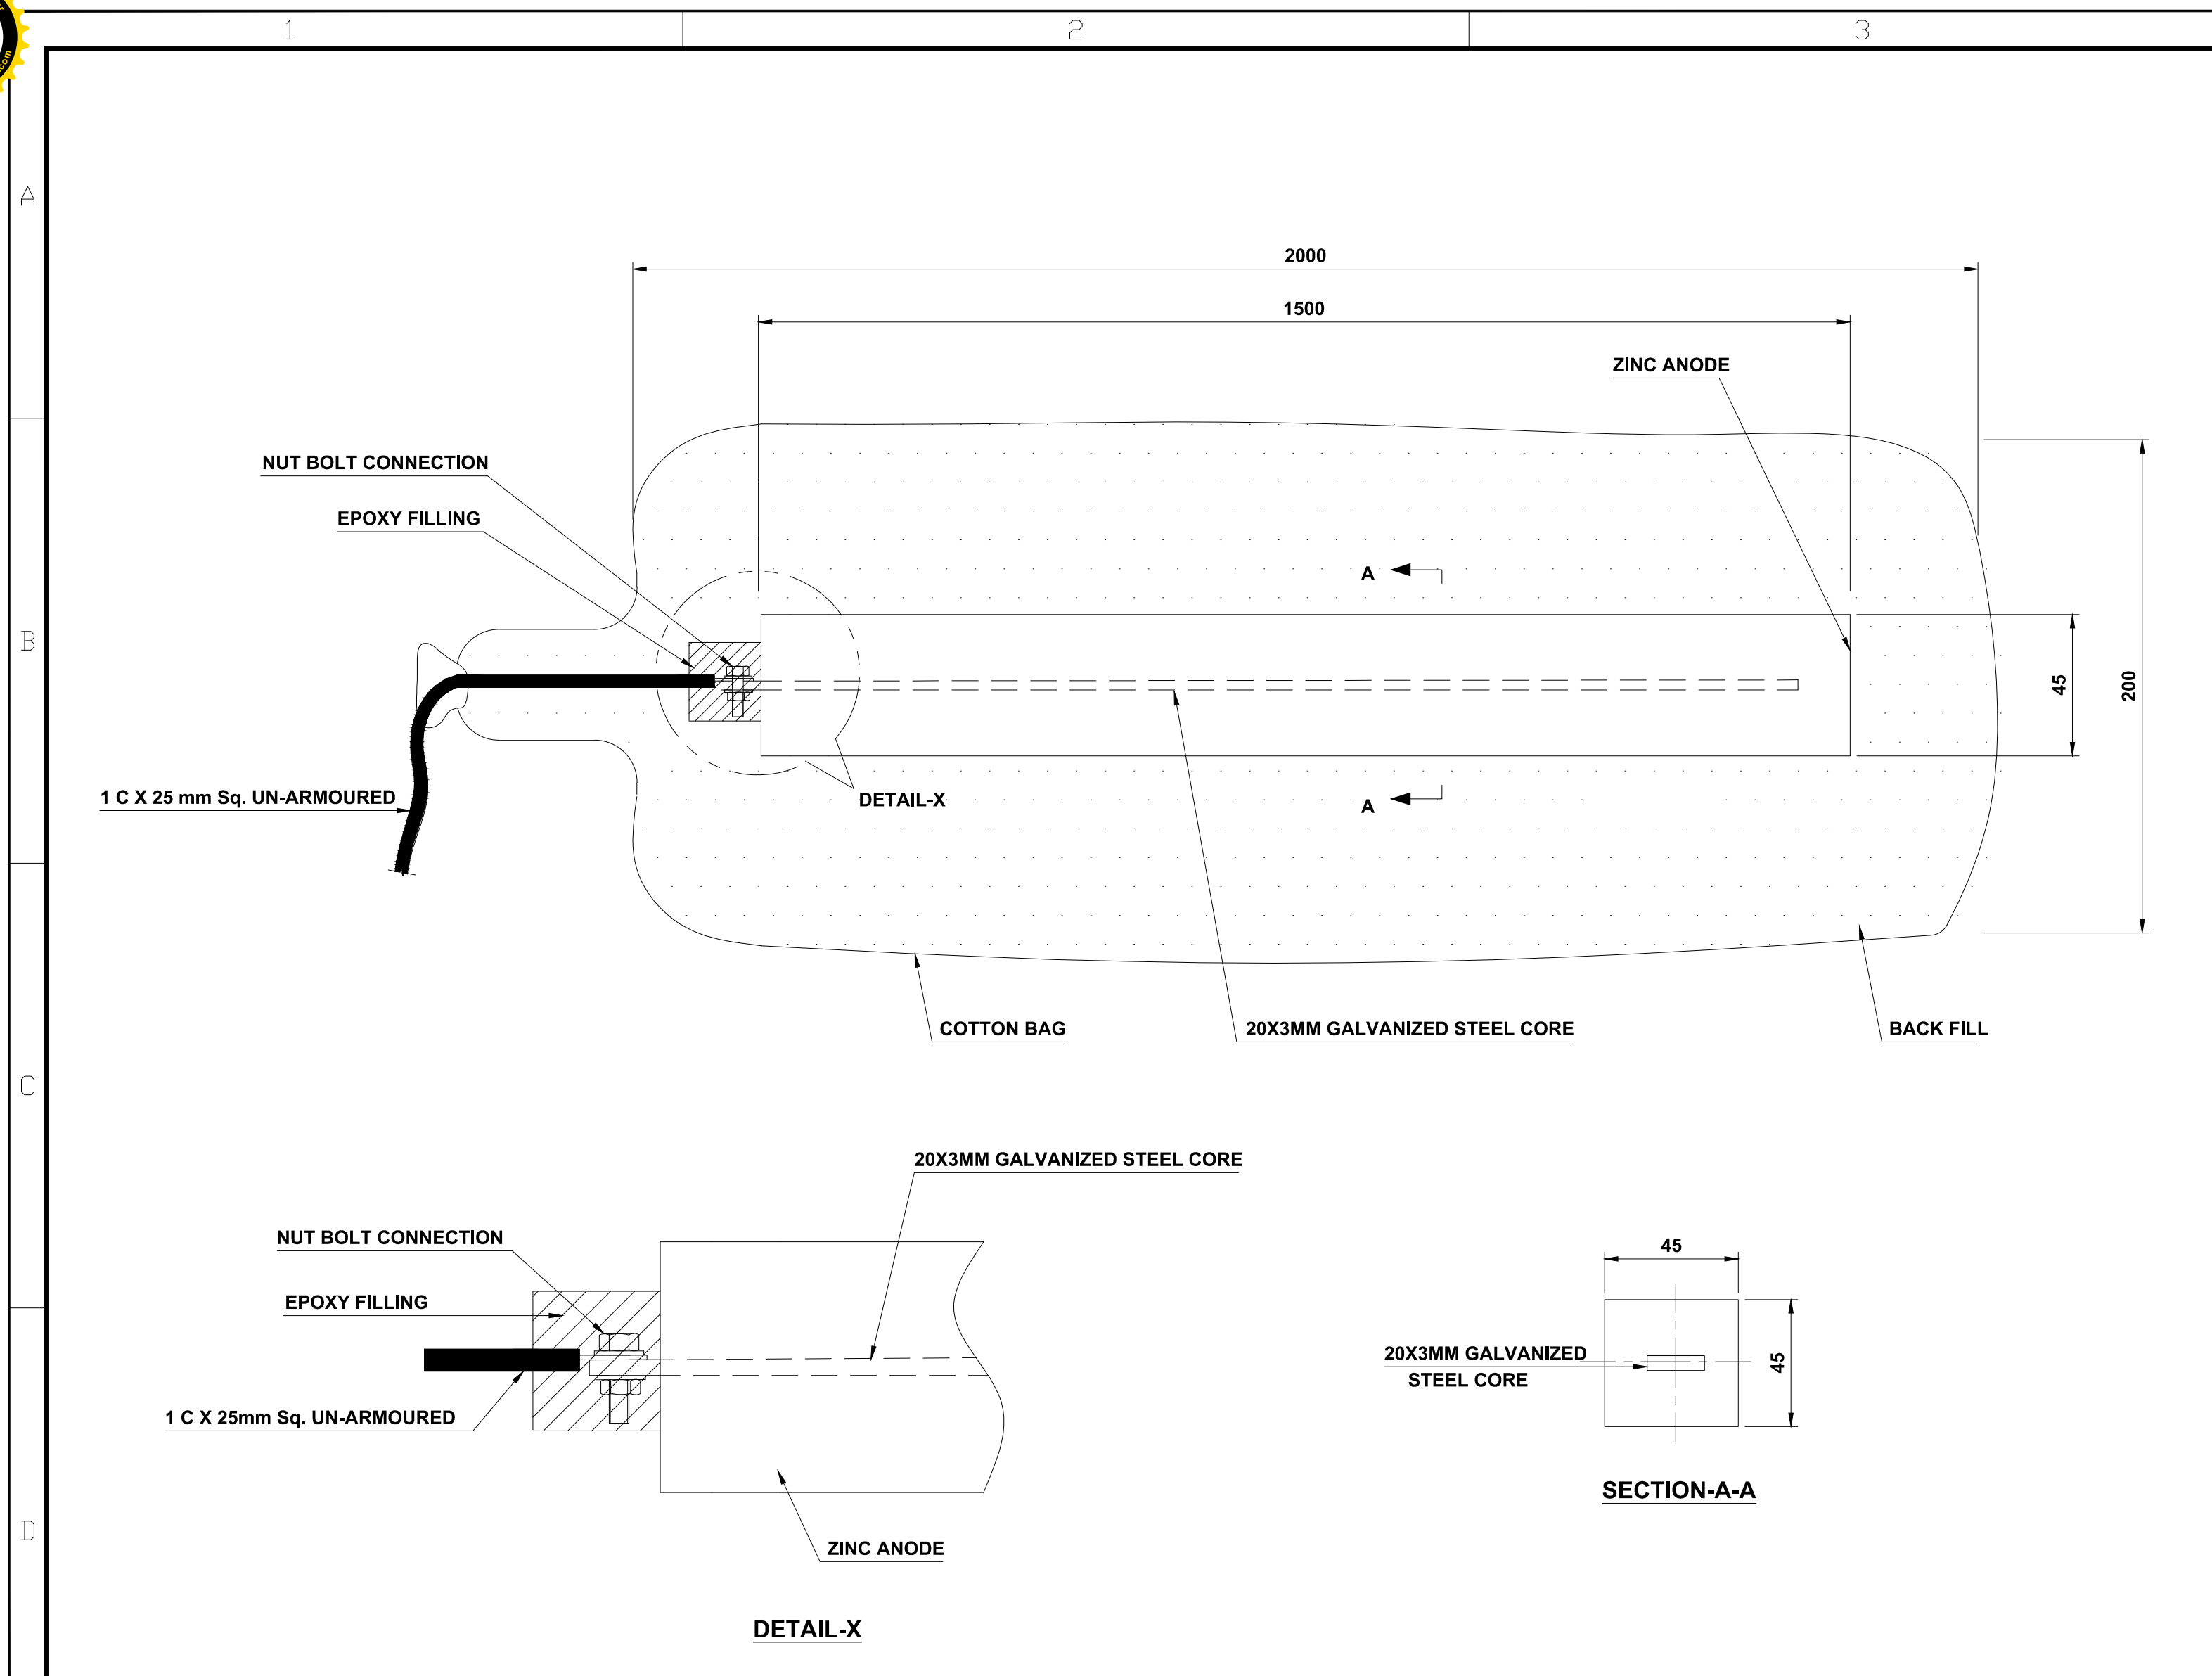 1
2
3
A
2000
1500
ZINC ANODE
NUT BOLT CONNECTION
EPOXY FILLING
A
B
45
200
1 C X 25 mm Sq. UN-ARMOURED
DETAIL-X
A
COTTON BAG
20X3MM GALVANIZED STEEL CORE
BACK FILL
C
20X3MM GALVANIZED STEEL CORE
NUT BOLT CONNECTION
45
EPOXY FILLING
20X3MM GALVANIZED
STEEL CORE
45
1 C X 25mm Sq. UN-ARMOURED
SECTION-A-A
D
ZINC ANODE
DETAIL-X